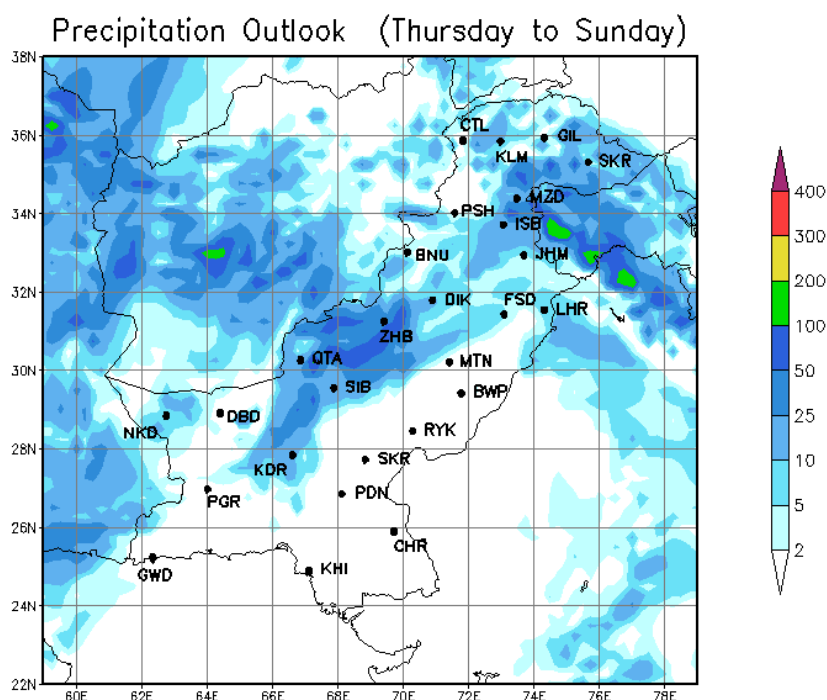 Precipitation Outlook (Thursday to Sunday)
38N
36N
34N
32N
30N
28N
26N
24N
22N
60E
62E
64E
66E
68E
70E
72E
74E
76E
78E
CTL
GIL
KLM
SKR
MZD
PSH
ISB
BNU
JHM
DIK
FSD
LHR
ZHB
QTA
MTN
SIB
BWP
NKD
DBD
RYK
KDR
SKR
PGR
PDN
CHR
GWD
KHI
400
300
200
100
50
25
10
5
2